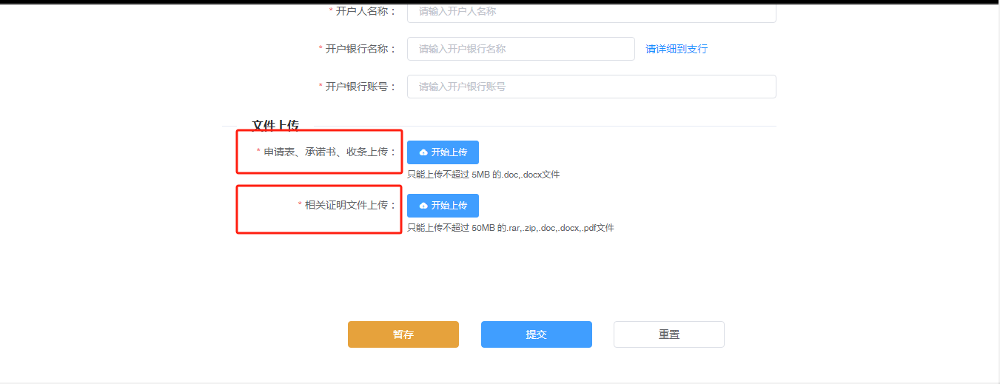 * 开户人名称： 请输入开户人名称
* 开户银行名称： 请输入开户银行名称 请详细到支行
* 开户银行账号： 请输入开户银行账号
文件上传
* 申请表、承诺书、收条上传： 开始上传
只能上传不超过 5MB 的.doc,.docx文件
* 相关证明文件上传： 开始上传
只能上传不超过 50MB 的.rar,.zip,.doc,.docx,.pdf文件
暂存 提交 重置